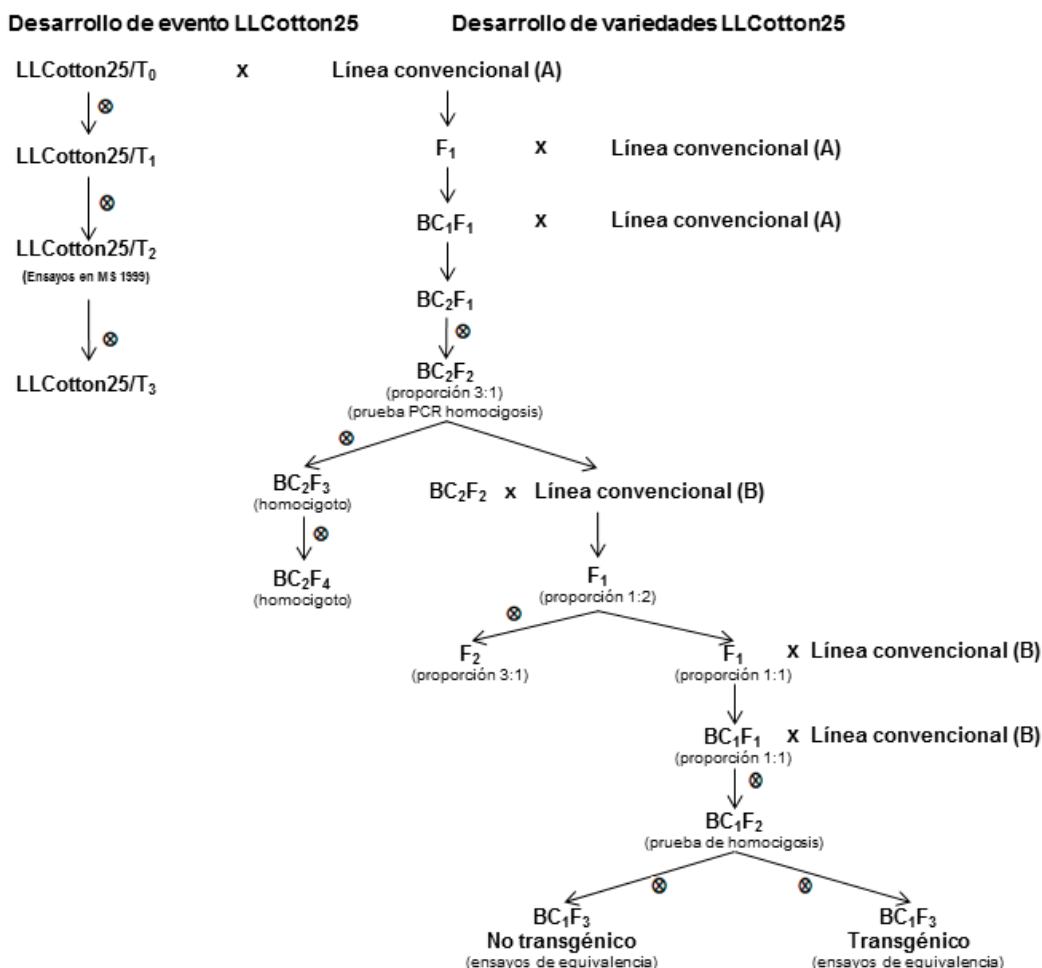 Desarrollo de evento LLCotton25 Desarrollo de variedades LLCotton25
LLCotton25/T₀ x Línea convencional (A)
⊗
LLCotton25/T₁ F₁ x Línea convencional (A)
⊗
BC₁F₁ x Línea convencional (A)
LLCotton25/T₂
(Ensayos en MS 1999)
BC₂F₁
⊗ ⊗
LLCotton25/T₃ BC₂F₂
(proporción 3:1)
(prueba PCR homocigosis)
⊗
BC₂F₃ BC₂F₂ x Línea convencional (B)
(homocigoto)
⊗
BC₂F₄ F₁
(homocigoto) (proporción 1:2)
⊗
F₂ F₁ x Línea convencional (B)
(proporción 3:1) (proporción 1:1)
BC₁F₁ x Línea convencional (B)
(proporción 1:1)
⊗
BC₁F₂
(prueba de homocigosis)
⊗ ⊗
BC₁F₃ BC₁F₃
No transgénico Transgénico
(ensayos de equivalencia) (ensayos de equivalencia)